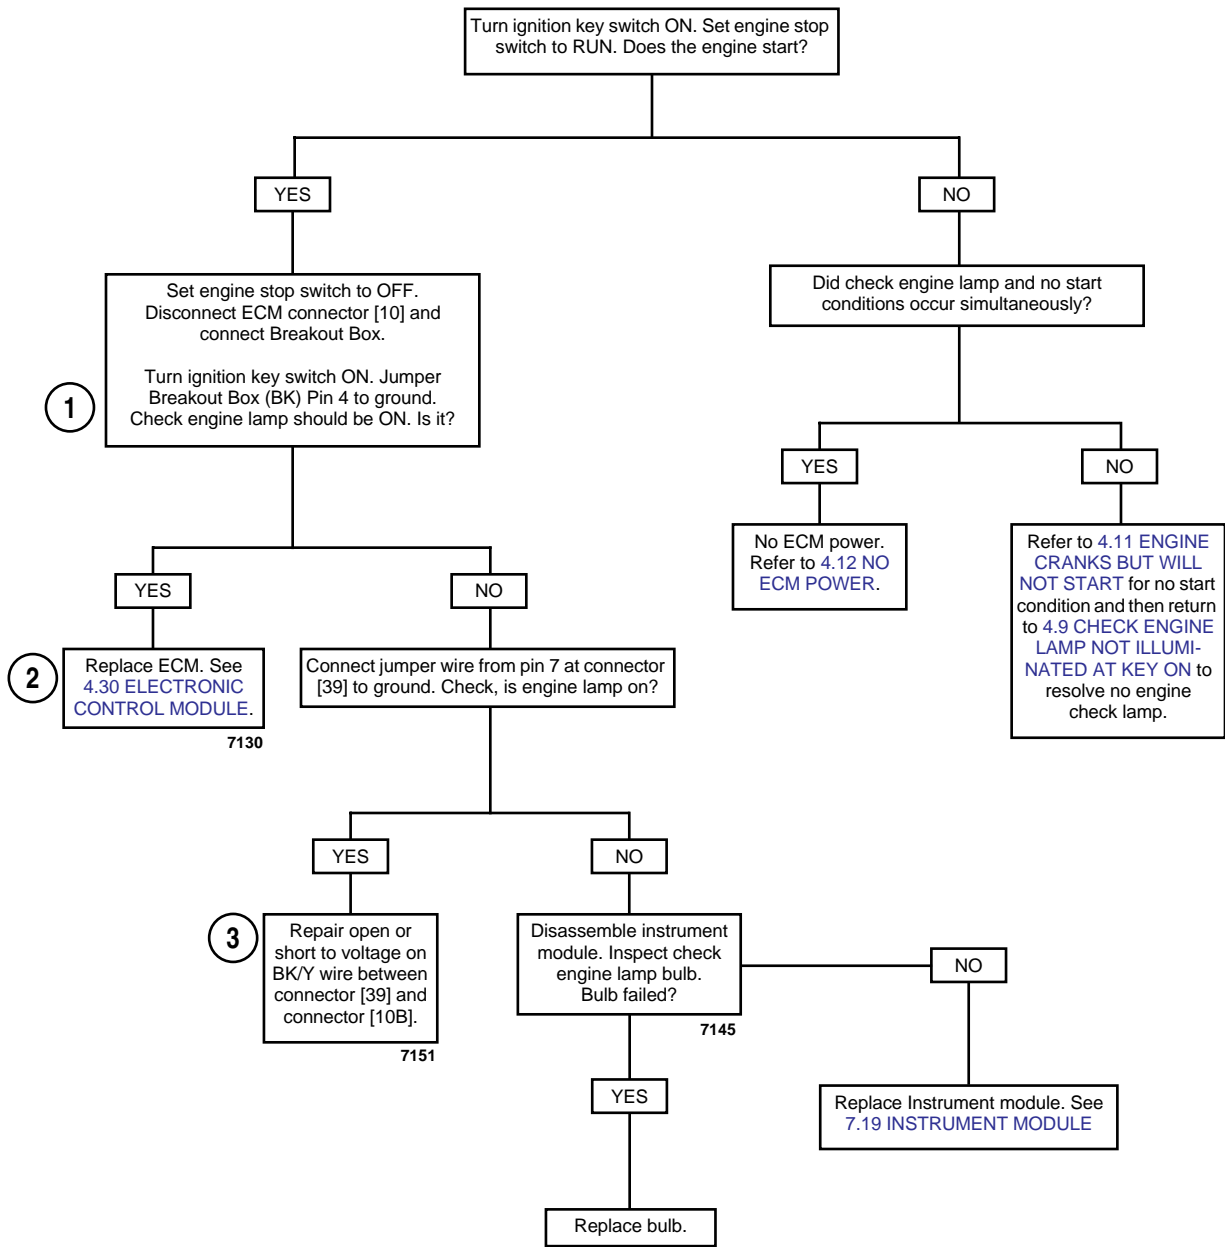 Turn ignition key switch ON. Set engine stop
switch to RUN. Does the engine start?
YES
NO
Set engine stop switch to OFF.
Disconnect ECM connector [10] and
connect Breakout Box.
Turn ignition key switch ON. Jumper
Breakout Box (BK) Pin 4 to ground.
Check engine lamp should be ON. Is it?
1
Did check engine lamp and no start
conditions occur simultaneously?
YES
NO
No ECM power.
Refer to 4.12 NO
ECM POWER.
Refer to 4.11 ENGINE
CRANKS BUT WILL
NOT START for no start
condition and then return
to 4.9 CHECK ENGINE
LAMP NOT ILLUMI-
NATED AT KEY ON to
resolve no engine
check lamp.
YES
NO
2
Replace ECM. See
4.30 ELECTRONIC
CONTROL MODULE.
7130
Connect jumper wire from pin 7 at connector
[39] to ground. Check, is engine lamp on?
YES
NO
3
Repair open or
short to voltage on
BK/Y wire between
connector [39] and
connector [10B].
7151
Disassemble instrument
module. Inspect check
engine lamp bulb.
Bulb failed?
7145
NO
YES
Replace Instrument module. See
7.19 INSTRUMENT MODULE
Replace bulb.